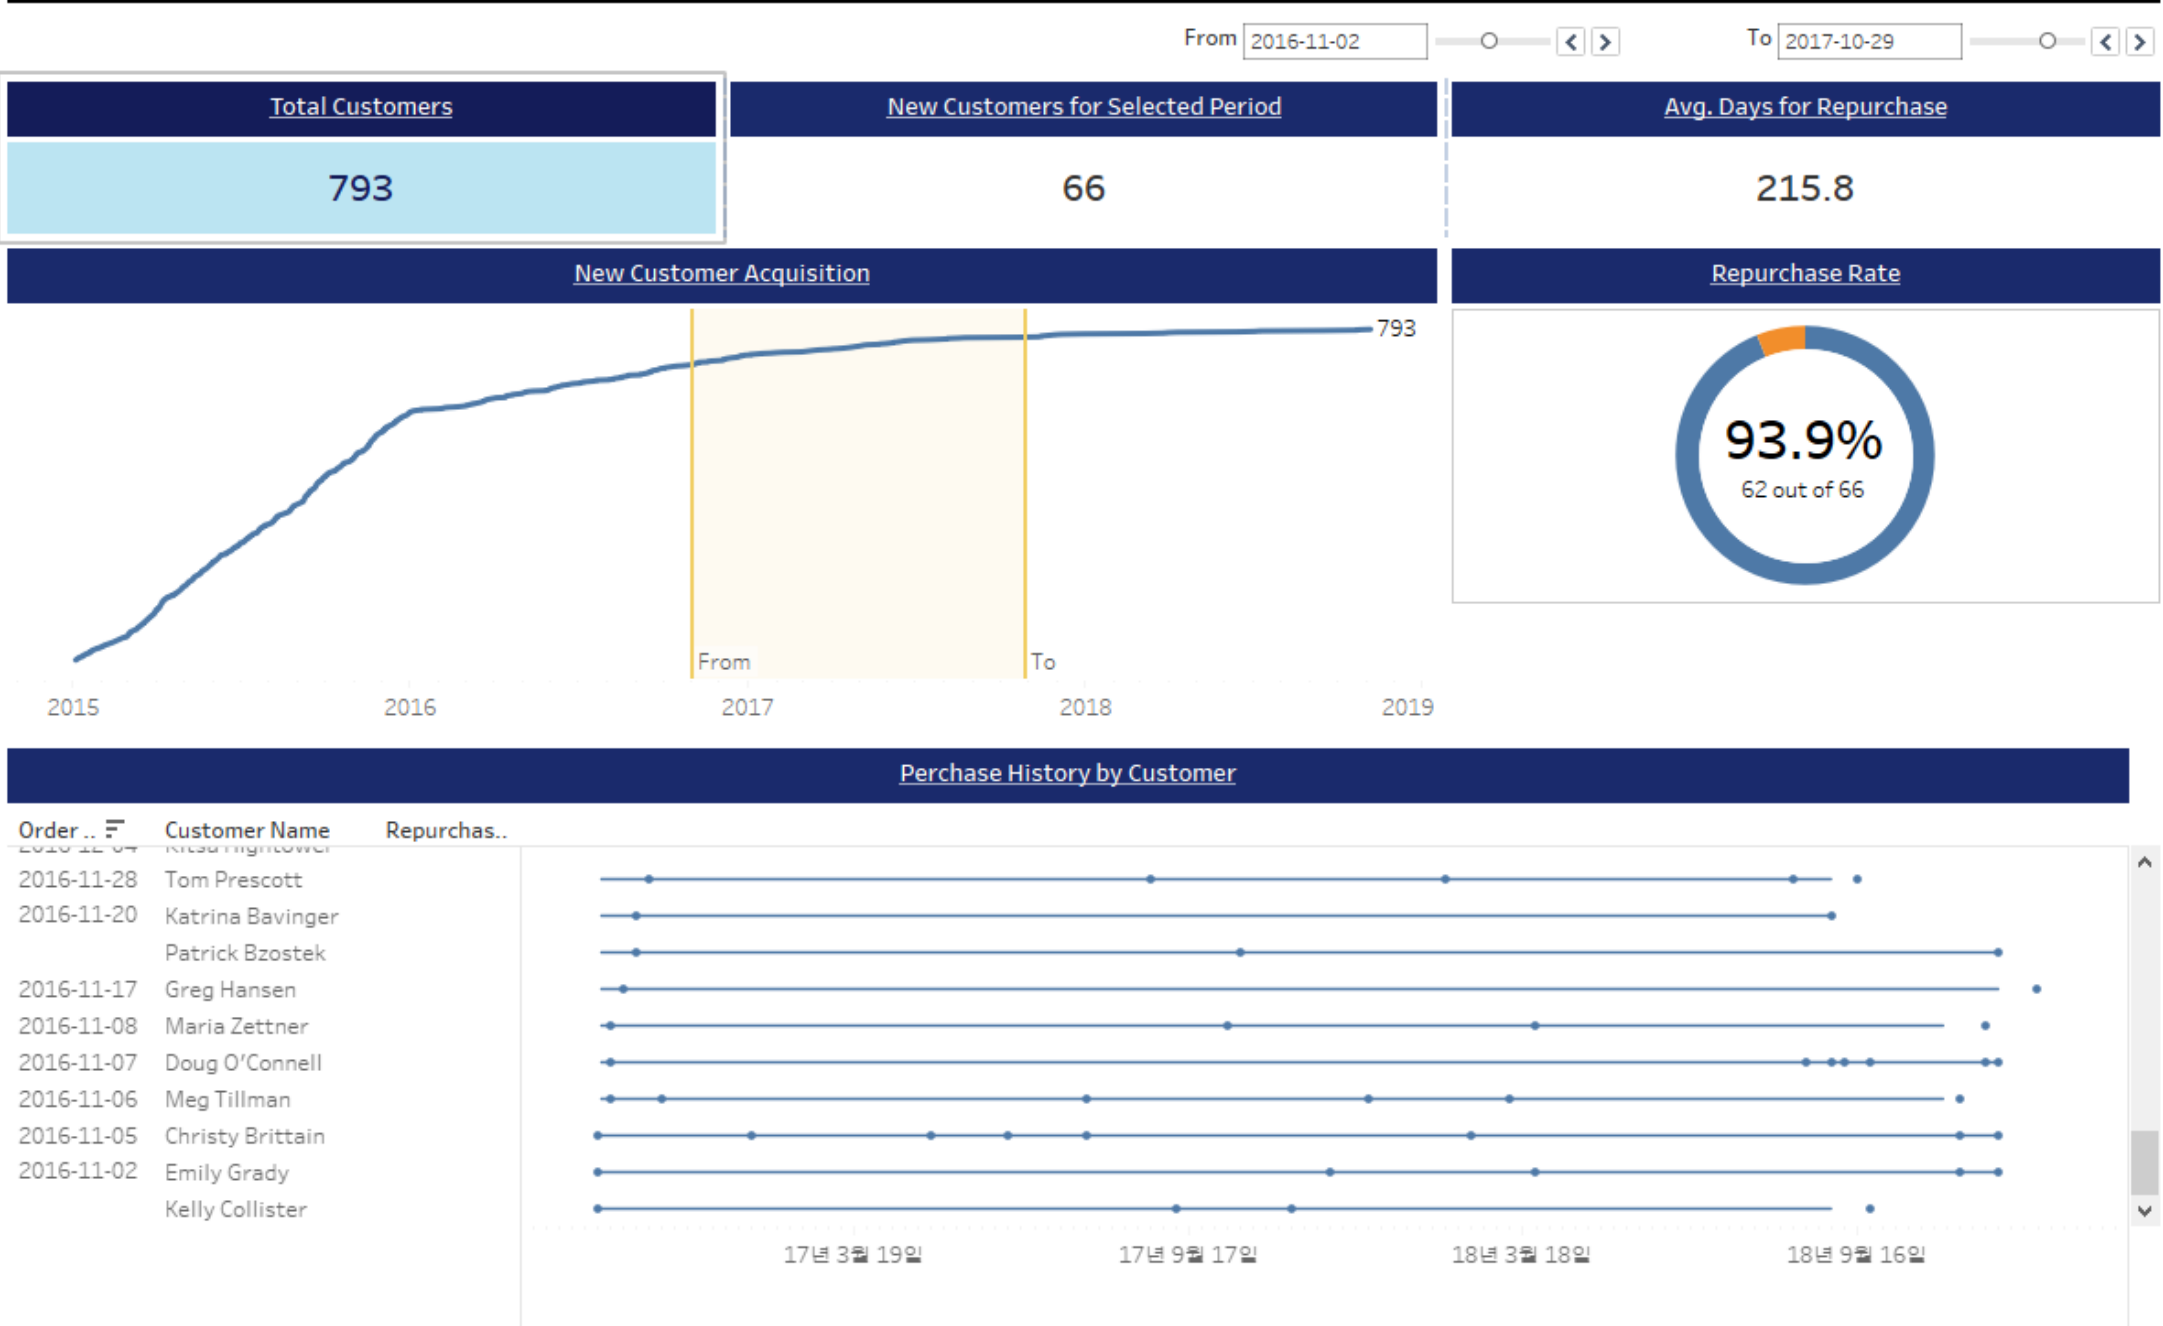 From 2016-11-02 To 2017-10-29
Total Customers
New Customers for Selected Period
Avg. Days for Repurchase
793
66
215.8
New Customer Acquisition
Repurchase Rate
793
93.9%
62 out of 66
From
To
2015 2016 2017 2018 2019
Perchase History by Customer
Order .. Customer Name Repurchas..
2016-12-04 Kitsa Hightower
2016-11-28 Tom Prescott
2016-11-20 Katrina Bavinger
Patrick Bzostek
2016-11-17 Greg Hansen
2016-11-08 Maria Zettner
2016-11-07 Doug O'Connell
2016-11-06 Meg Tillman
2016-11-05 Christy Brittain
2016-11-02 Emily Grady
Kelly Collister
17년 3월 19일 17년 9월 17일 18년 3월 18일 18년 9월 16일